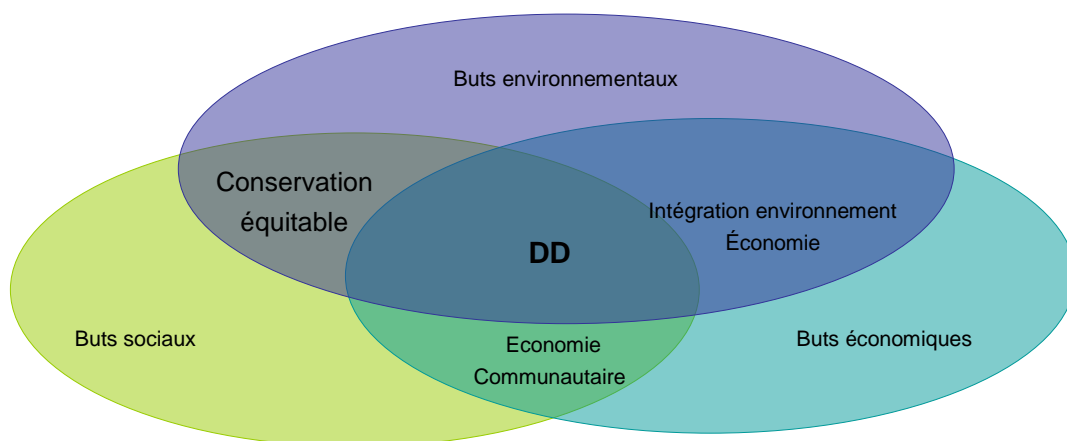 Buts environnementaux
Conservation
équitable
Intégration environnement
Économie
DD
Buts sociaux
Economie
Communautaire
Buts économiques